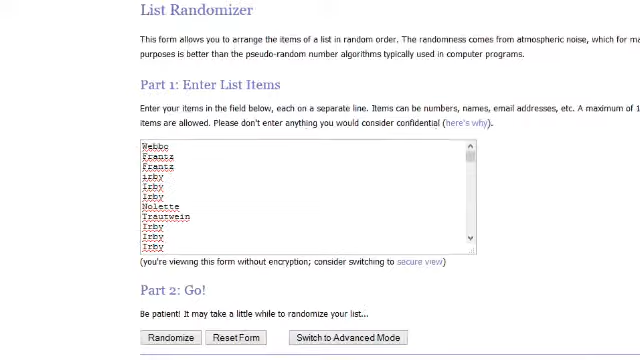 List Randomizer
This form allows you to arrange the items of a list in random order. The randomness comes from atmospheric noise, which for ma
purposes is better than the pseudo-random number algorithms typically used in computer programs.
Part 1: Enter List Items
Enter your items in the field below, each on a separate line. Items can be numbers, names, email addresses, etc. A maximum of 1
items are allowed. Please don't enter anything you would consider confidential (here's why).
Webbo
Frantz
Frantz
irby
Irby
Irby
Nolette
Trautwein
Irby
Irby
Irby
(you're viewing this form without encryption; consider switching to secure view)
Part 2: Go!
Be patient! It may take a little while to randomize your list...
Randomize Reset Form Switch to Advanced Mode